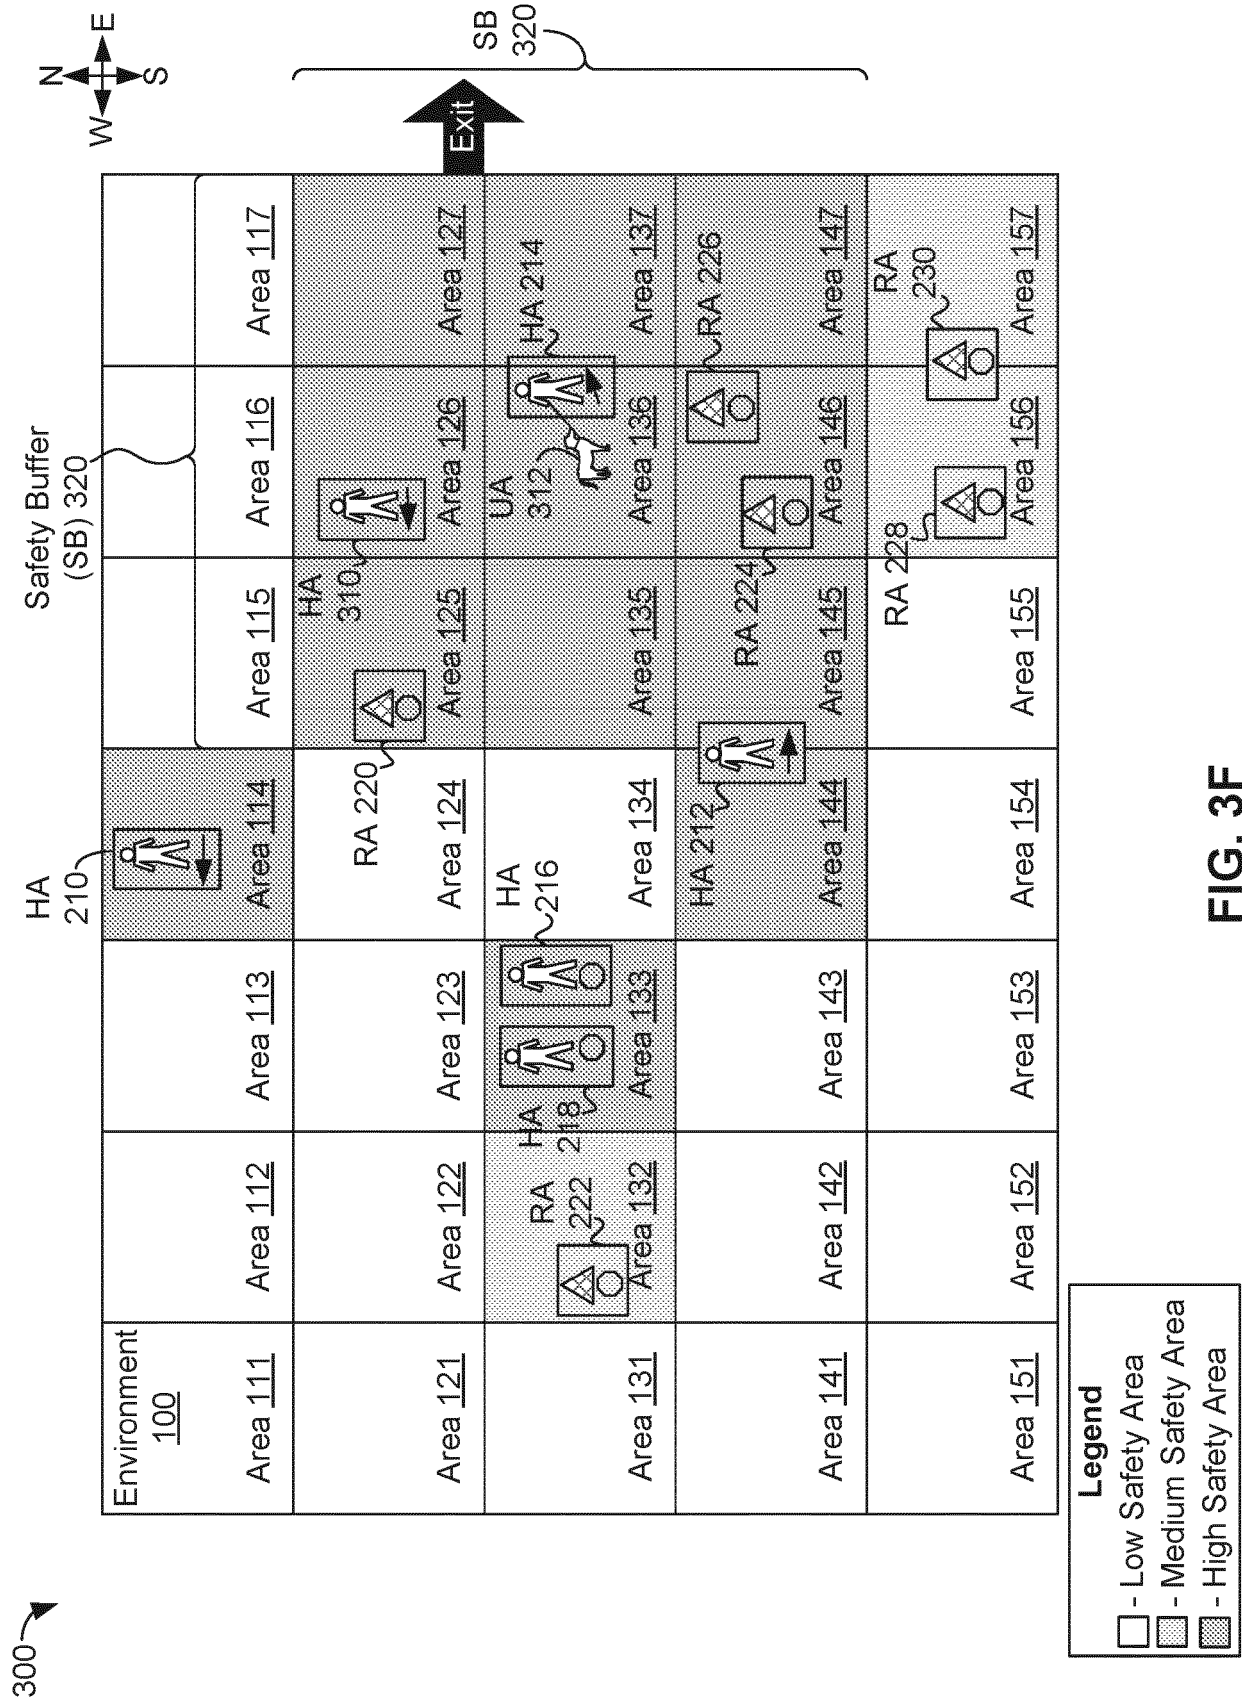 300
Environment
100
Safety Buffer
(SB) 320
HA
210
N
W
E
S
SB
320
Exit
Area 111
Area 112
Area 113
Area 114
Area 115
Area 116
Area 117
Area 121
Area 122
Area 123
Area 124
RA 220
Area 125
HA
310
Area 126
Area 127
Area 131
Area 132
RA
222
Area 133
HA
218
HA
216
Area 134
Area 135
Area 136
UA
312
HA 214
Area 137
Area 141
Area 142
Area 143
Area 144
HA 212
Area 145
RA 224
Area 146
RA 226
Area 147
Area 151
Area 152
Area 153
Area 154
Area 155
RA 228
Area 156
RA
230
Area 157
Legend
- Low Safety Area
- Medium Safety Area
- High Safety Area
FIG. 3F